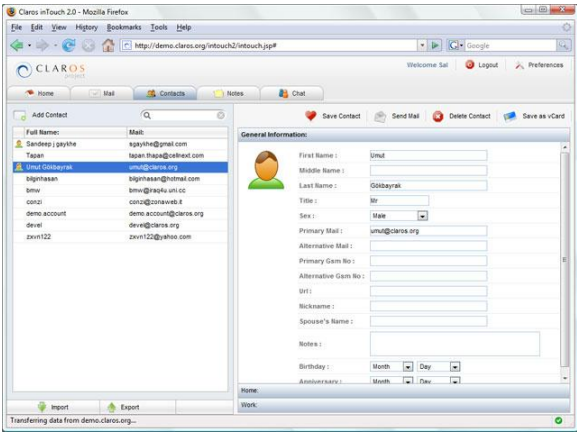 Claros inTouch 2.0 - Mozilla Firefox
File Edit View History Bookmarks Tools Help
http://demo.claros.org/intouch2/intouch.jsp#
Google
CLAROS
project
Welcome Sal Logout Preferences
Home Mail Contacts Notes Chat
Add Contact
Save Contact Send Mail Delete Contact Save as vCard
Full Name: Mail:
Sandeep j gaykhe sgaykhe@gmail.com
Tapan tapan.thapa@cellnext.com
Umut Gökbayrak umut@claros.org
bilginhasan bilginhasan@hotmail.com
bmw bmw@iraq4u.uni.cc
conzi conzi@zonaweb.it
demo.account demo.account@claros.org
devel devel@claros.org
zxvn122 zxvn122@yahoo.com
Import Export
General Information:
First Name : Umut
Middle Name :
Last Name : Gökbayrak
Title : Mr
Sex : Male
Primary Mail : umut@claros.org
Alternative Mail :
Primary Gsm No :
Alternative Gsm No :
Url :
Nickname :
Spouse's Name :
Notes :
Birthday : Month Day
Anniversary : Month Day
Home:
Work:
Transferring data from demo.claros.org...